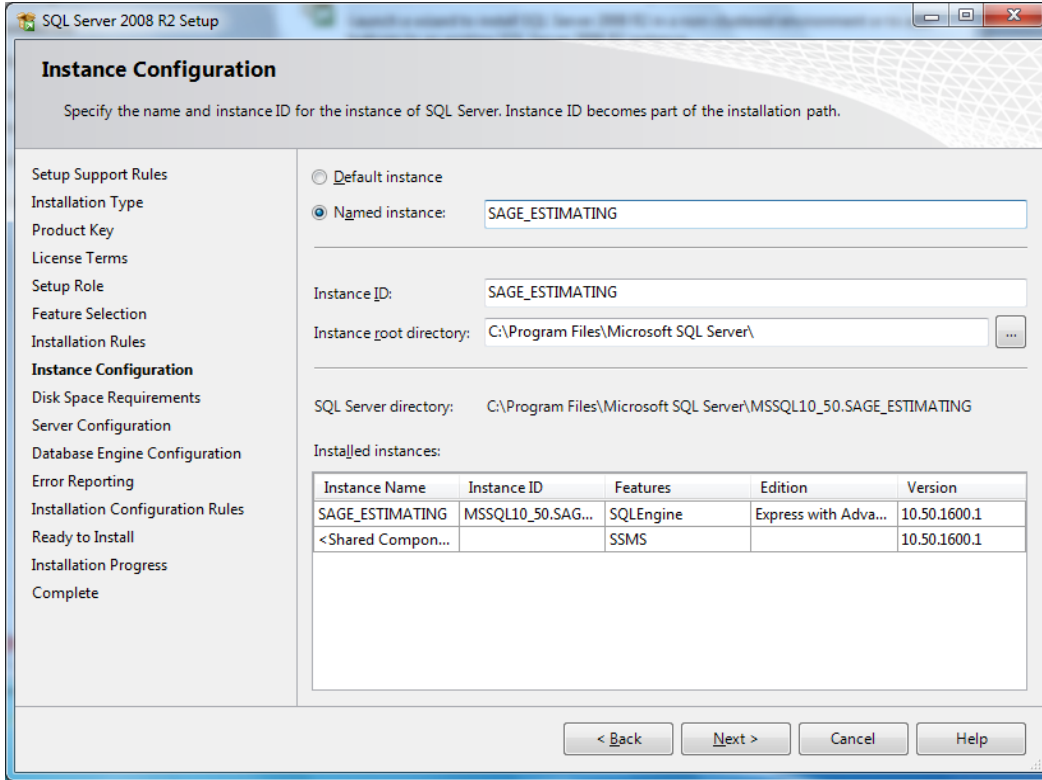 SQL Server 2008 R2 Setup
Instance Configuration
Specify the name and instance ID for the instance of SQL Server. Instance ID becomes part of the installation path.
Setup Support Rules
Installation Type
Product Key
License Terms
Setup Role
Feature Selection
Installation Rules
Instance Configuration
Disk Space Requirements
Server Configuration
Database Engine Configuration
Error Reporting
Installation Configuration Rules
Ready to Install
Installation Progress
Complete
Default instance
Named instance: SAGE_ESTIMATING
Instance ID: SAGE_ESTIMATING
Instance root directory: C:\Program Files\Microsoft SQL Server\ ...
SQL Server directory: C:\Program Files\Microsoft SQL Server\MSSQL10_50.SAGE_ESTIMATING
Installed instances:
Instance Name Instance ID Features Edition Version
SAGE_ESTIMATING MSSQL10_50.SAG... SQLEngine Express with Adva... 10.50.1600.1
<Shared Compon... SSMS 10.50.1600.1
< Back Next > Cancel Help